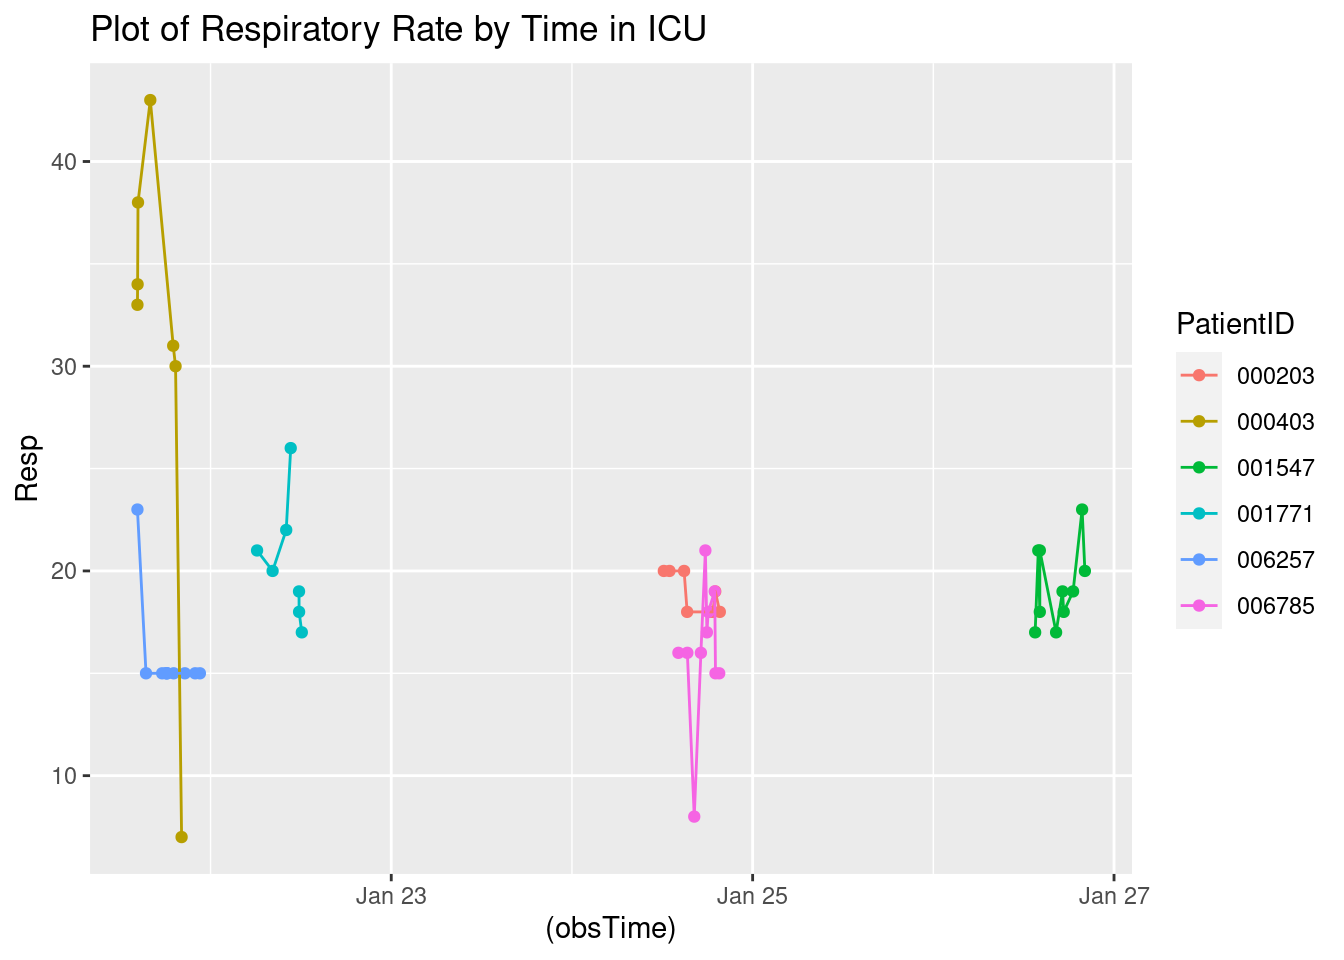 Plot of Respiratory Rate by Time in ICU
Resp
40
30
20
10
Jan 23 Jan 25 Jan 27
(obsTime)
PatientID
000203
000403
001547
001771
006257
006785